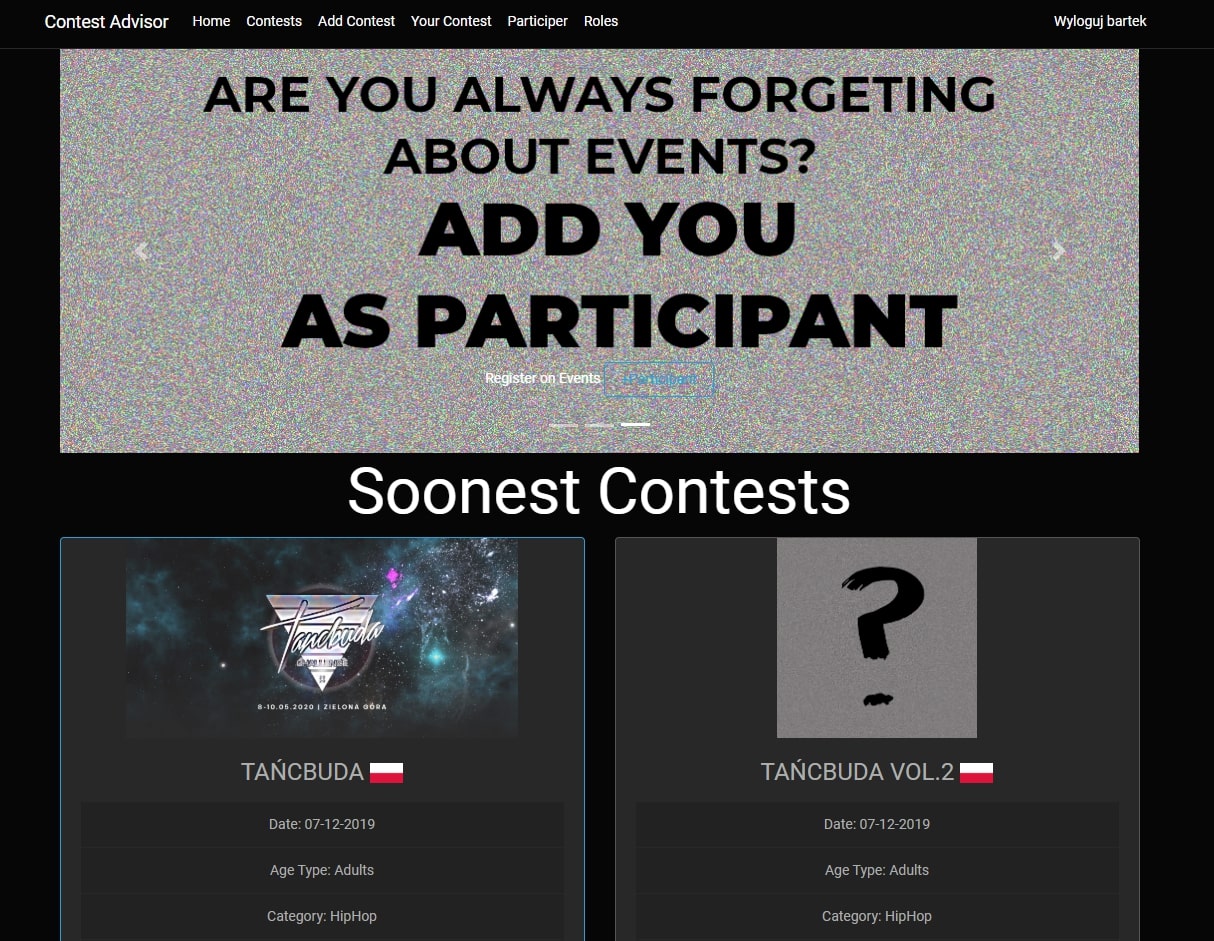 Contest Advisor Home Contests Add Contest Your Contest Participer Roles Wyloguj bartek
ARE YOU ALWAYS FORGETING
ABOUT EVENTS?
ADD YOU
AS PARTICIPANT
Register on Events
Soonest Contests
Tancbuda
CHALLENGE
8-10.05.2020 | ZIELONA GÓRA
?
TAŃCBUDA
TAŃCBUDA VOL.2
Date: 07-12-2019
Date: 07-12-2019
Age Type: Adults
Age Type: Adults
Category: HipHop
Category: HipHop